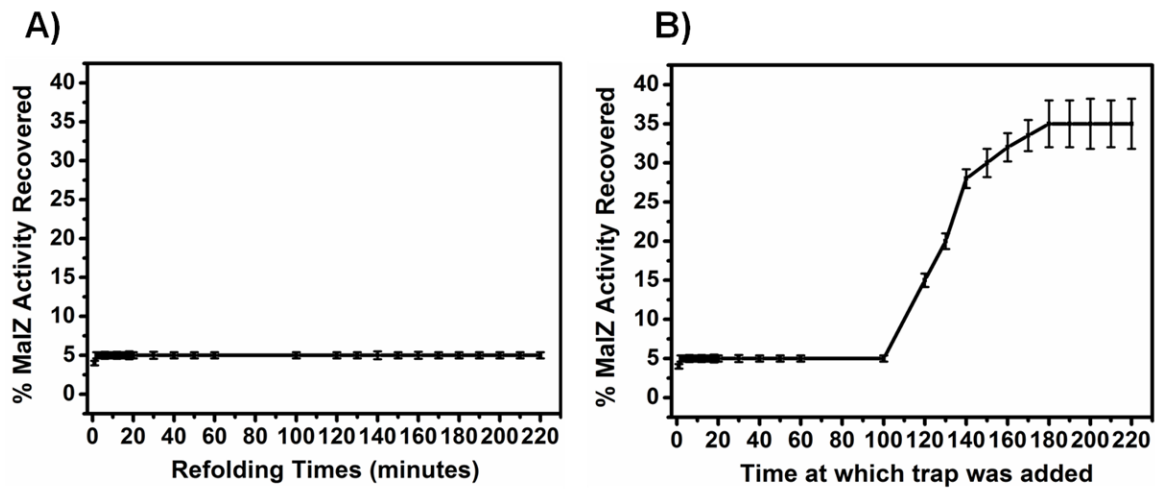 A)
% MalZ Activity Recovered
40
35
30
25
20
15
10
5
0
0 20 40 60 80 100 120 140 160 180 200 220
Refolding Times (minutes)
B)
% MalZ Activity Recovered
40
35
30
25
20
15
10
5
0
0 20 40 60 80 100 120 140 160 180 200 220
Time at which trap was added